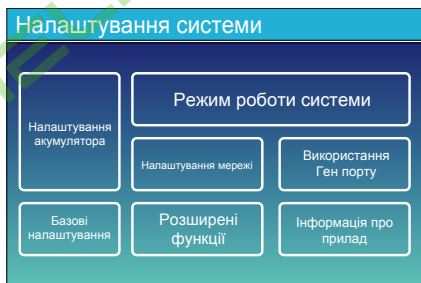 Налаштування системи
Режим роботи системи
Налаштування
акумулятора
Налаштування мережі
Використання
Ген порту
Базові
налаштування
Розширені
функції
Інформація про
прилад